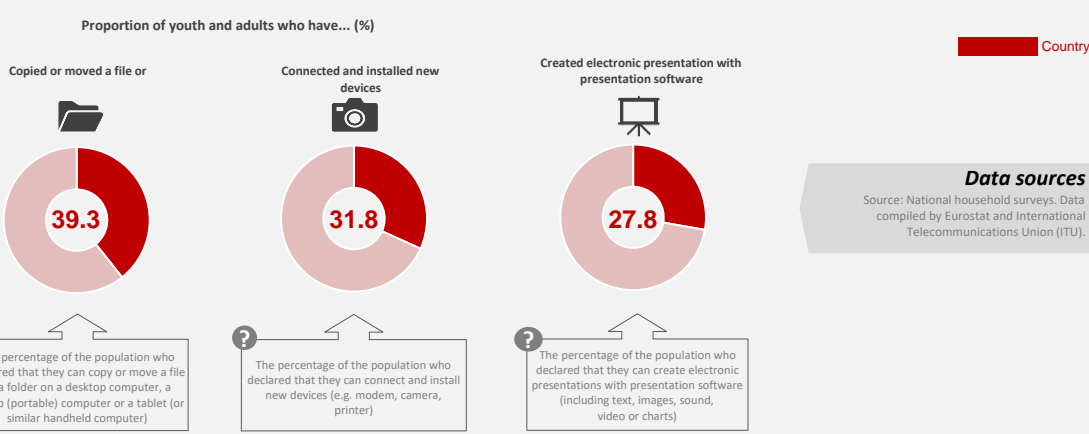 Proportion of youth and adults who have... (%)
Country
Copied or moved a file or
Connected and installed new
devices
Created electronic presentation with
presentation software
39.3
31.8
27.8
Data sources
Source: National household surveys. Data
compiled by Eurostat and International
Telecommunications Union (ITU).
percentage of the population who
red that they can copy or move a file
a folder on a desktop computer, a
(portable) computer or a tablet (or
similar handheld computer)
?
The percentage of the population who
declared that they can connect and install
new devices (e.g. modem, camera,
printer)
?
The percentage of the population who
declared that they can create electronic
presentations with presentation software
(including text, images, sound,
video or charts)